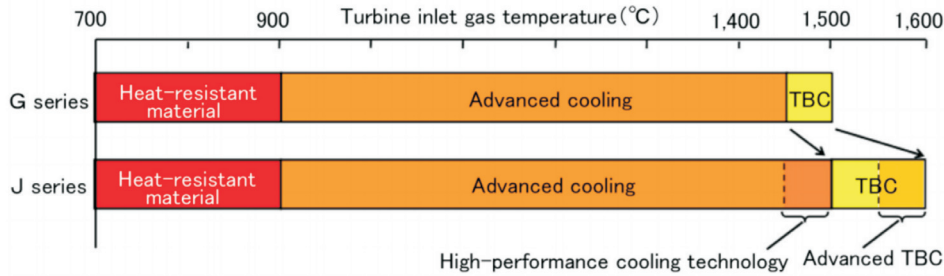 Turbine inlet gas temperature(℃)
700 900 1,400 1,500 1,600
G series
Heat-resistant
material
Advanced cooling
TBC
J series
Heat-resistant
material
Advanced cooling
TBC
High-performance cooling technology
Advanced TBC